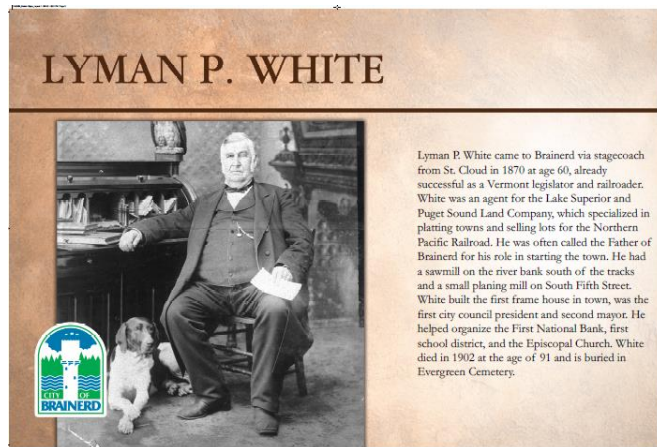 LYMAN P. WHITE
Lyman P. White came to Brainerd via stagecoach
from St. Cloud in 1870 at age 60, already
successful as a Vermont legislator and railroader.
White was an agent for the Lake Superior and
Puget Sound Land Company, which specialized in
platting towns and selling lots for the Northern
Pacific Railroad. He was often called the Father of
Brainerd for his role in starting the town. He had
a sawmill on the river bank south of the tracks
and a small planing mill on South Fifth Street.
White built the first frame house in town, was the
first city council president and second mayor. He
helped organize the First National Bank, first
school district, and the Episcopal Church. White
died in 1902 at the age of 91 and is buried in
Evergreen Cemetery.
CITY OF
BRAINERD